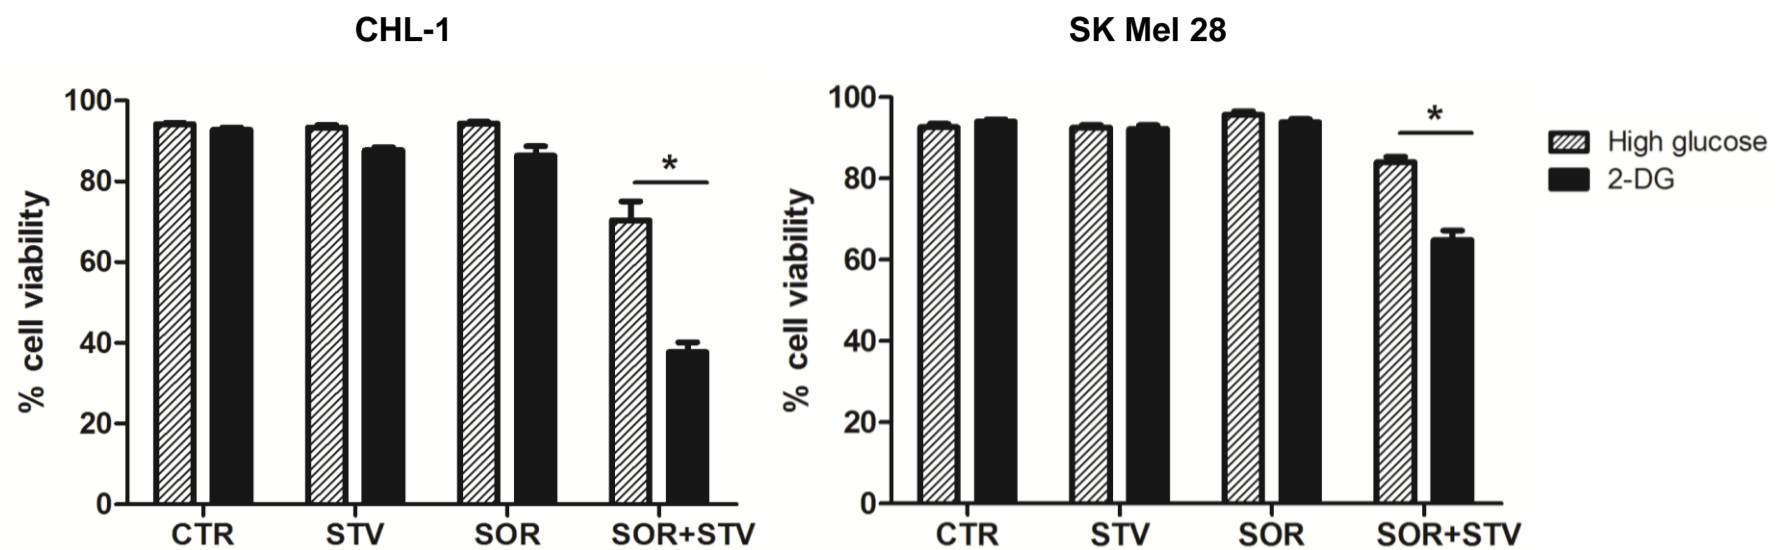 CHL-1
SK Mel 28
% cell viability
100
80
60
40
20
0
*
CTR
STV
SOR
SOR+STV
% cell viability
100
80
60
40
20
0
*
CTR
STV
SOR
SOR+STV
High glucose
2-DG